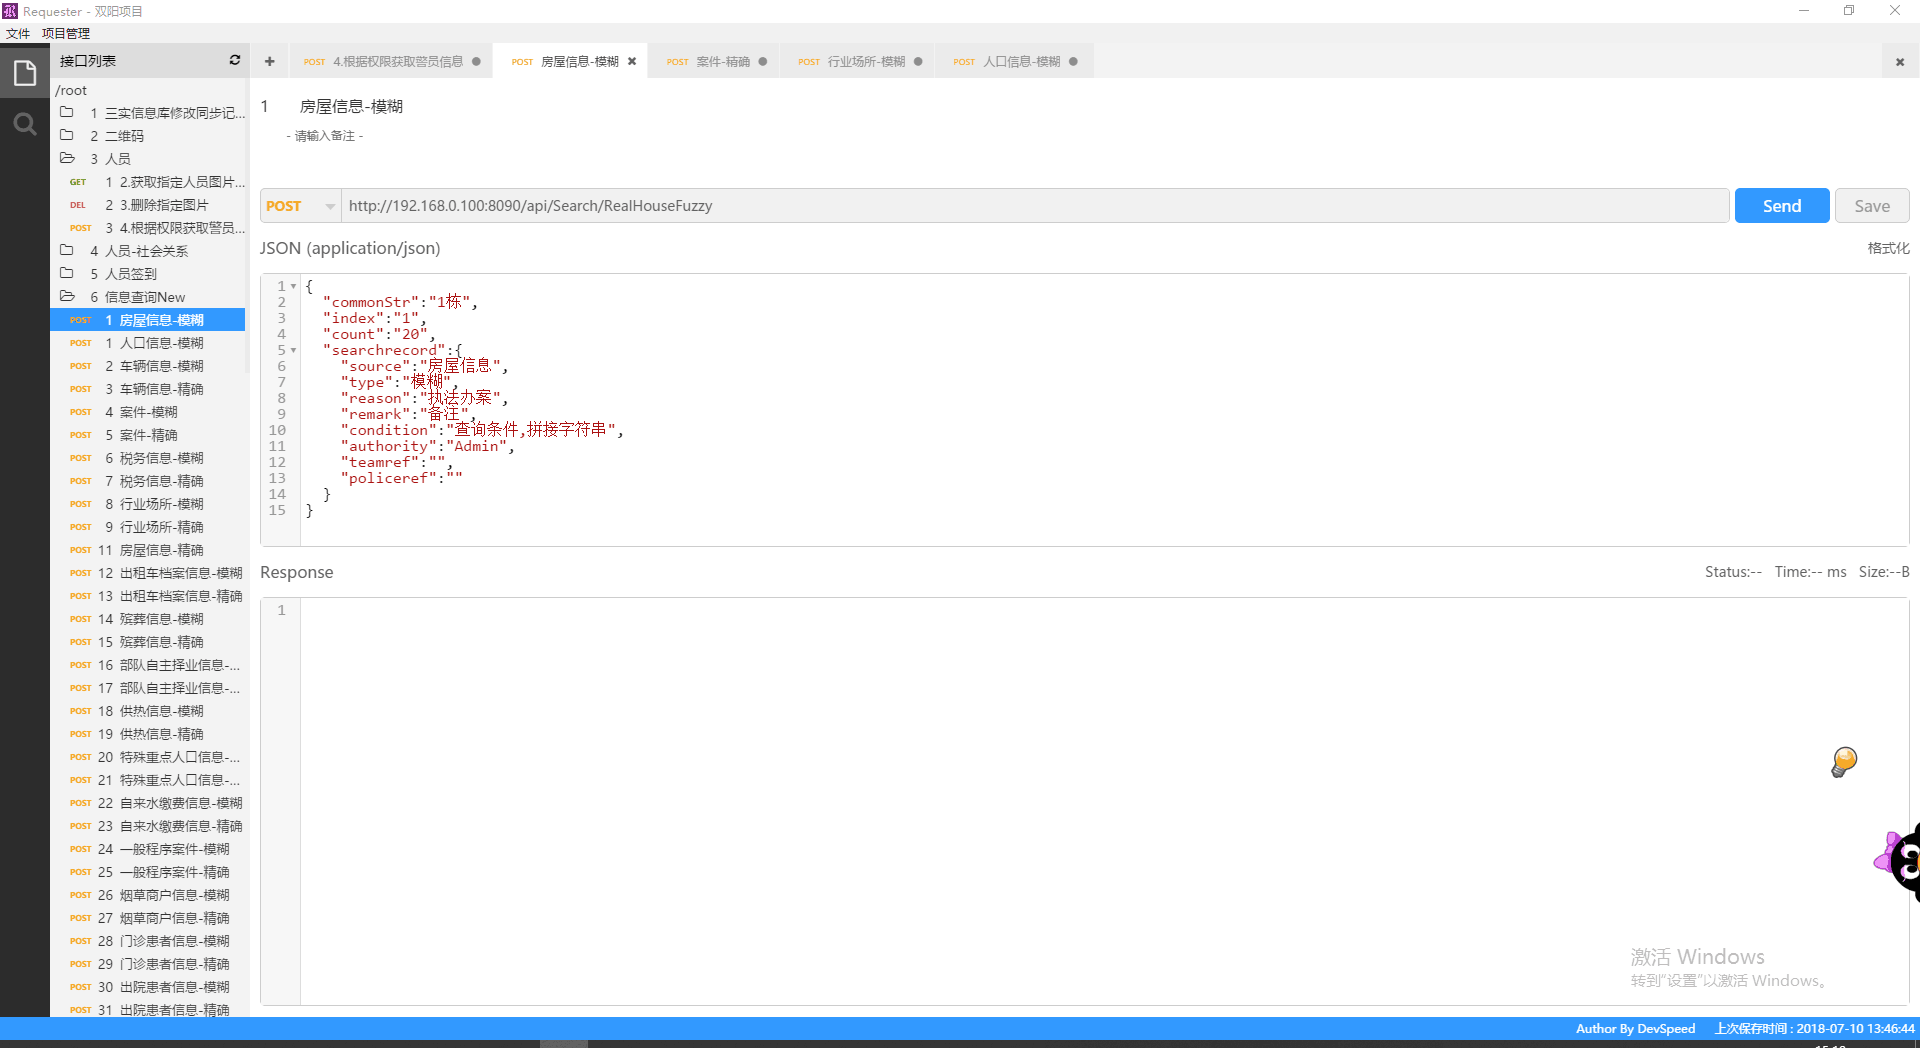 Requester - 双阳项目
文件 项目管理
接口列表
POST 4.根据权限获取警员信息
POST 房屋信息-模糊
POST 案件-精确
POST 行业场所-模糊
POST 人口信息-模糊
/root
1 三实信息库修改同步记...
2 二维码
3 人员
GET 1 2.获取指定人员图片...
DEL 2 3.删除指定图片
POST 3 4.根据权限获取警员...
4 人员-社会关系
5 人员签到
6 信息查询New
POST 1 房屋信息-模糊
POST 1 人口信息-模糊
POST 2 车辆信息-模糊
POST 3 车辆信息-精确
POST 4 案件-模糊
POST 5 案件-精确
POST 6 税务信息-模糊
POST 7 税务信息-精确
POST 8 行业场所-模糊
POST 9 行业场所-精确
POST 11 房屋信息-精确
POST 12 出租车档案信息-模糊
POST 13 出租车档案信息-精确
POST 14 殡葬信息-模糊
POST 15 殡葬信息-精确
POST 16 部队自主择业信息-...
POST 17 部队自主择业信息-...
POST 18 供热信息-模糊
POST 19 供热信息-精确
POST 20 特殊重点人口信息-...
POST 21 特殊重点人口信息-...
POST 22 自来水缴费信息-模糊
POST 23 自来水缴费信息-精确
POST 24 一般程序案件-模糊
POST 25 一般程序案件-精确
POST 26 烟草商户信息-模糊
POST 27 烟草商户信息-精确
POST 28 门诊患者信息-模糊
POST 29 门诊患者信息-精确
POST 30 出院患者信息-模糊
POST 31 出院患者信息-精确
1 房屋信息-模糊
- 请输入备注 -
POST http://192.168.0.100:8090/api/Search/RealHouseFuzzy Send Save
JSON (application/json) 格式化
1 {
2 "commonStr":"1栋",
3 "index":"1",
4 "count":"20",
5 "searchrecord":{
6 "source":"房屋信息",
7 "type":"模糊",
8 "reason":"执法办案",
9 "remark":"备注",
10 "condition":"查询条件,拼接字符串",
11 "authority":"Admin",
12 "teamref":"",
13 "policeref":""
14 }
15 }
Response Status:-- Time:-- ms Size:--B
1
激活 Windows
转到"设置"以激活 Windows。
Author By DevSpeed 上次保存时间 : 2018-07-10 13:46:44